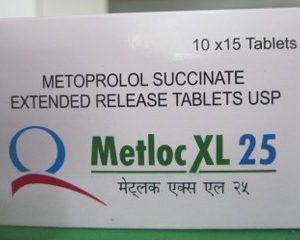 10 x15 Tablets
METOPROLOL SUCCINATE
EXTENDED RELEASE TABLETS USP
Metloc XL 25
मेट्लक एक्स एल २५